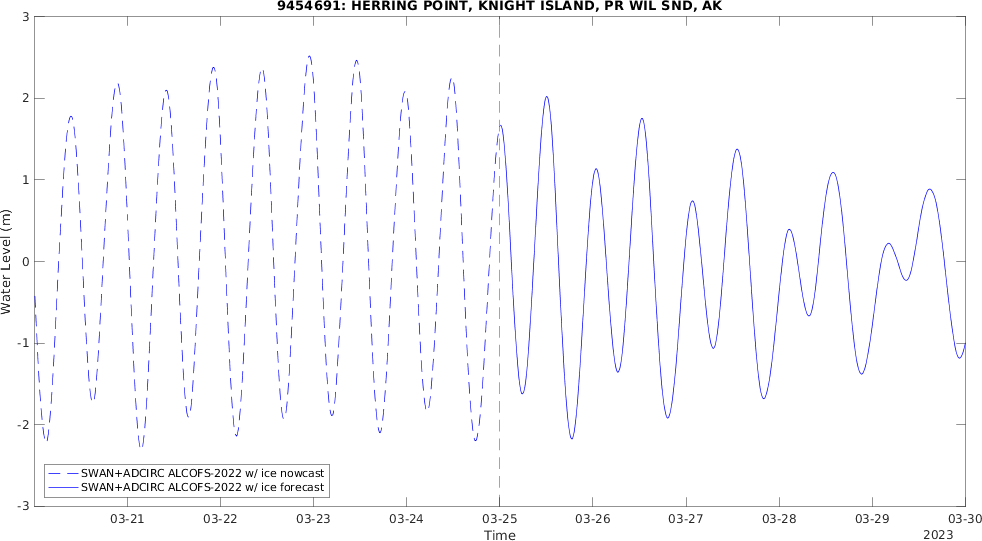 9454691: HERRING POINT, KNIGHT ISLAND, PR WIL SND, AK
3
2
1
0
-1
-2
-3
Water Level (m)
SWAN+ADCIRC ALCOFS-2022 w/ ice nowcast
SWAN+ADCIRC ALCOFS-2022 w/ ice forecast
03-21 03-22 03-23 03-24 03-25 03-26 03-27 03-28 03-29 03-30
Time
2023